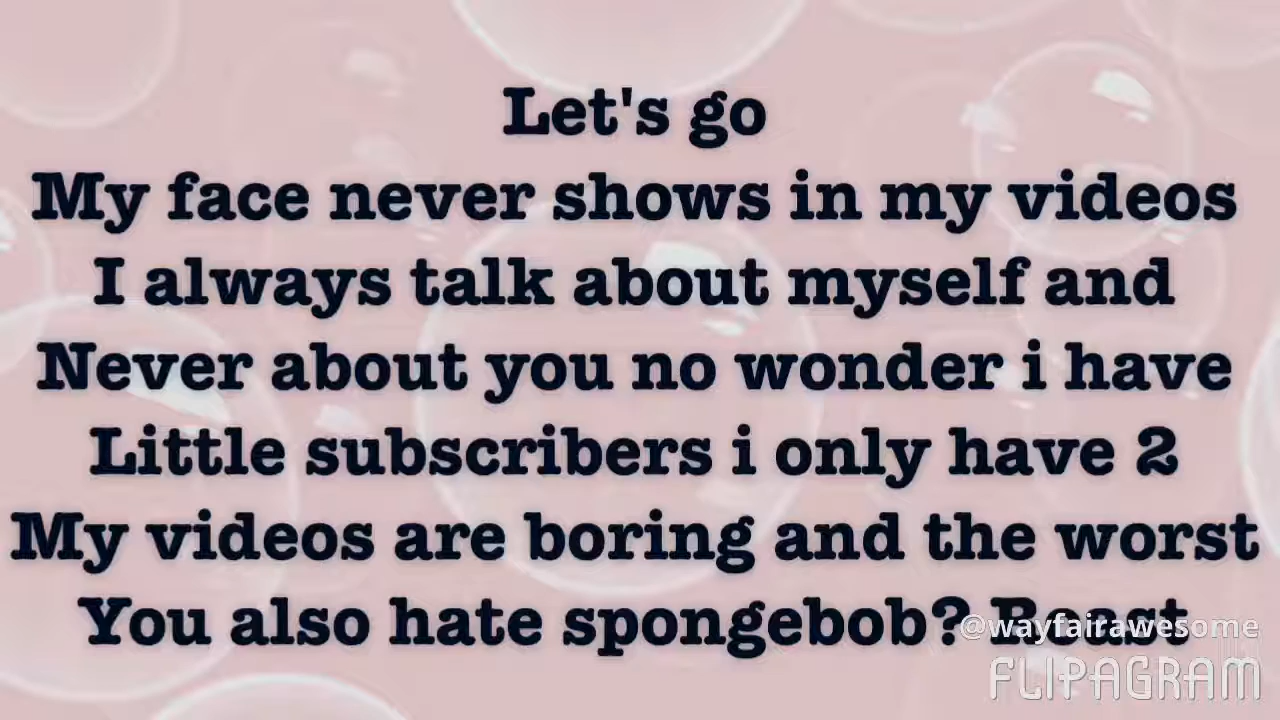 Let's go
My face never shows in my videos
I always talk about myself and
Never about you no wonder i have
Little subscribers i only have 2
My videos are boring and the worst
You also hate spongebob? Roast
@wayfairawesome
FLIPAGRAM